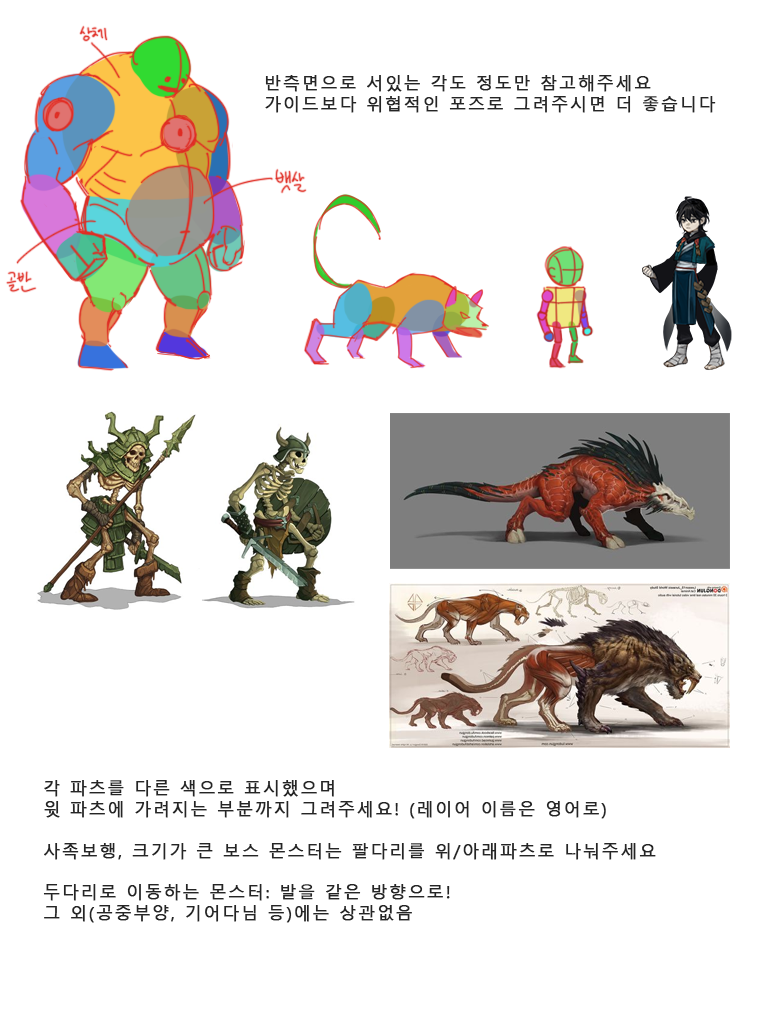 상체
반측면으로 서있는 각도 정도만 참고해주세요
가이드보다 위협적인 포즈로 그려주시면 더 좋습니다
뱃살
골반
각 파츠를 다른 색으로 표시했으며
윗 파츠에 가려지는 부분까지 그려주세요! (레이어 이름은 영어로)
사족보행, 크기가 큰 보스 몬스터는 팔다리를 위/아래파츠로 나눠주세요
두다리로 이동하는 몬스터: 발을 같은 방향으로!
그 외(공중부양, 기어다님 등)에는 상관없음